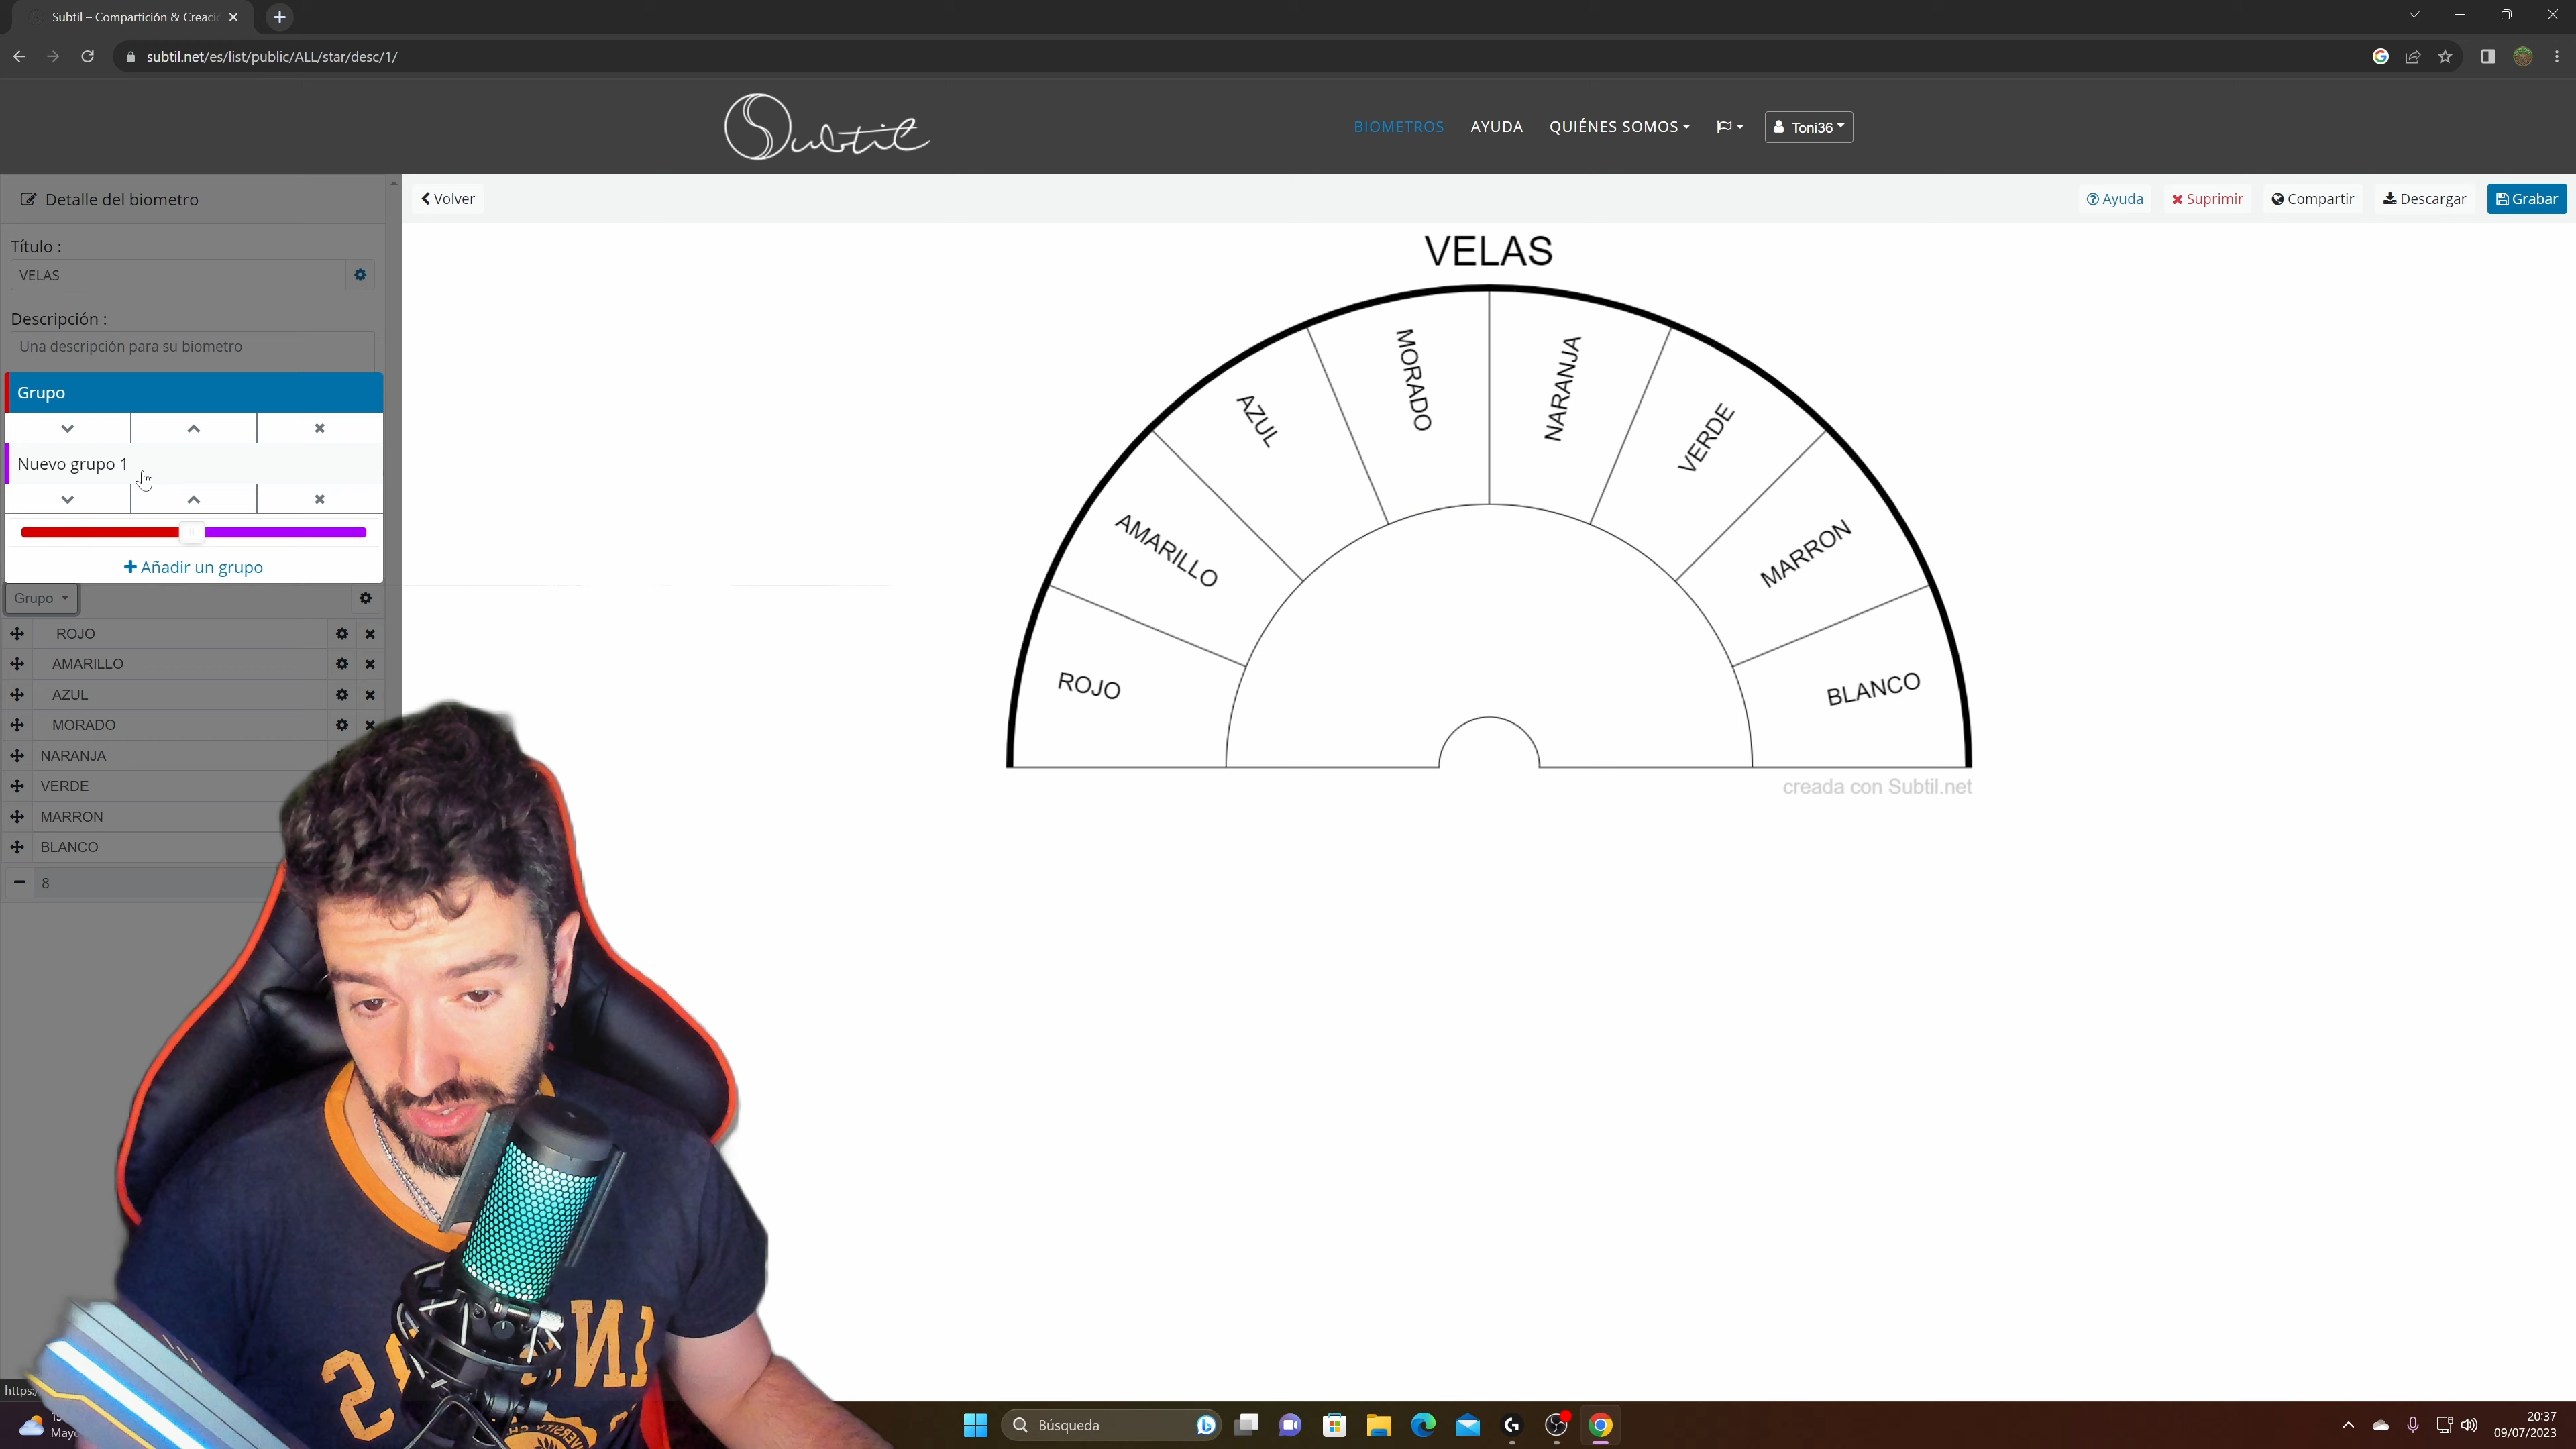 Subtil – Compartición & Creació
subtil.net/es/list/public/ALL/star/desc/1/
Subtil
BIOMETROS
AYUDA
QUIÉNES SOMOS
Toni36
Detalle del biometro
Volver
Ayuda
Suprimir
Compartir
Descargar
Grabar
Título :
VELAS
Descripción :
Una descripción para su biometro
Grupo
Nuevo grupo 1
Añadir un grupo
Grupo
ROJO
AMARILLO
AZUL
MORADO
NARANJA
VERDE
MARRON
BLANCO
8
VELAS
ROJO
AMARILLO
AZUL
MORADO
NARANJA
VERDE
MARRON
BLANCO
creada con Subtil.net
https:/
Búsqueda
20:37
09/07/2023